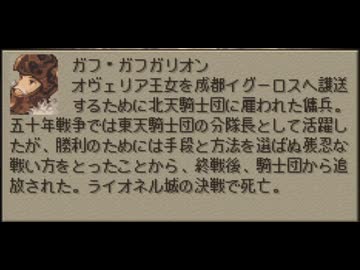 ガフ・ガフガリオン
オヴェリア王女を成都イグーロスへ護送
するために北天騎士団に雇われた傭兵。
五十年戦争では東天騎士団の分隊長として活躍し
たが、勝利のためには手段と方法を選ばぬ残忍な
戦い方をとったことから、終戦後、騎士団から追
放された。ライオネル城の決戦で死亡。